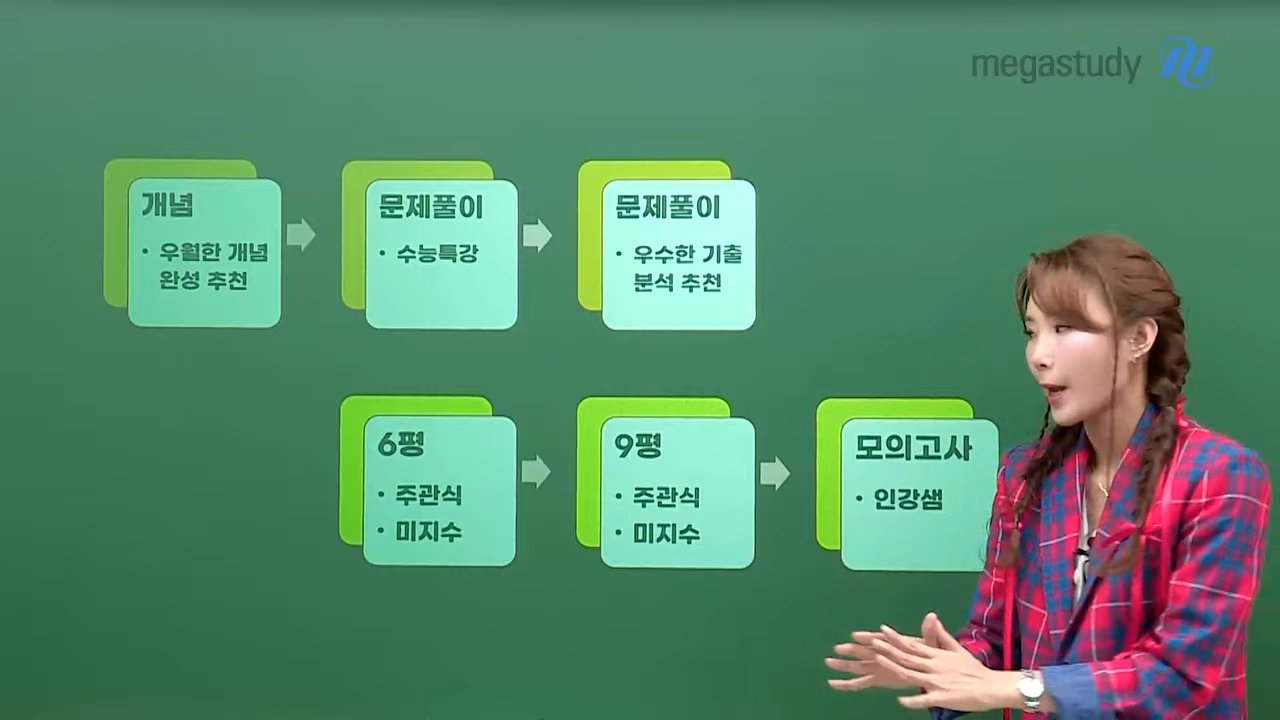 megastudy
개념
• 우월한 개념
완성 추천
문제풀이
• 수능특강
문제풀이
• 우수한 기출
분석 추천
6평
• 주관식
• 미지수
9평
• 주관식
• 미지수
모의고사
• 인강샘